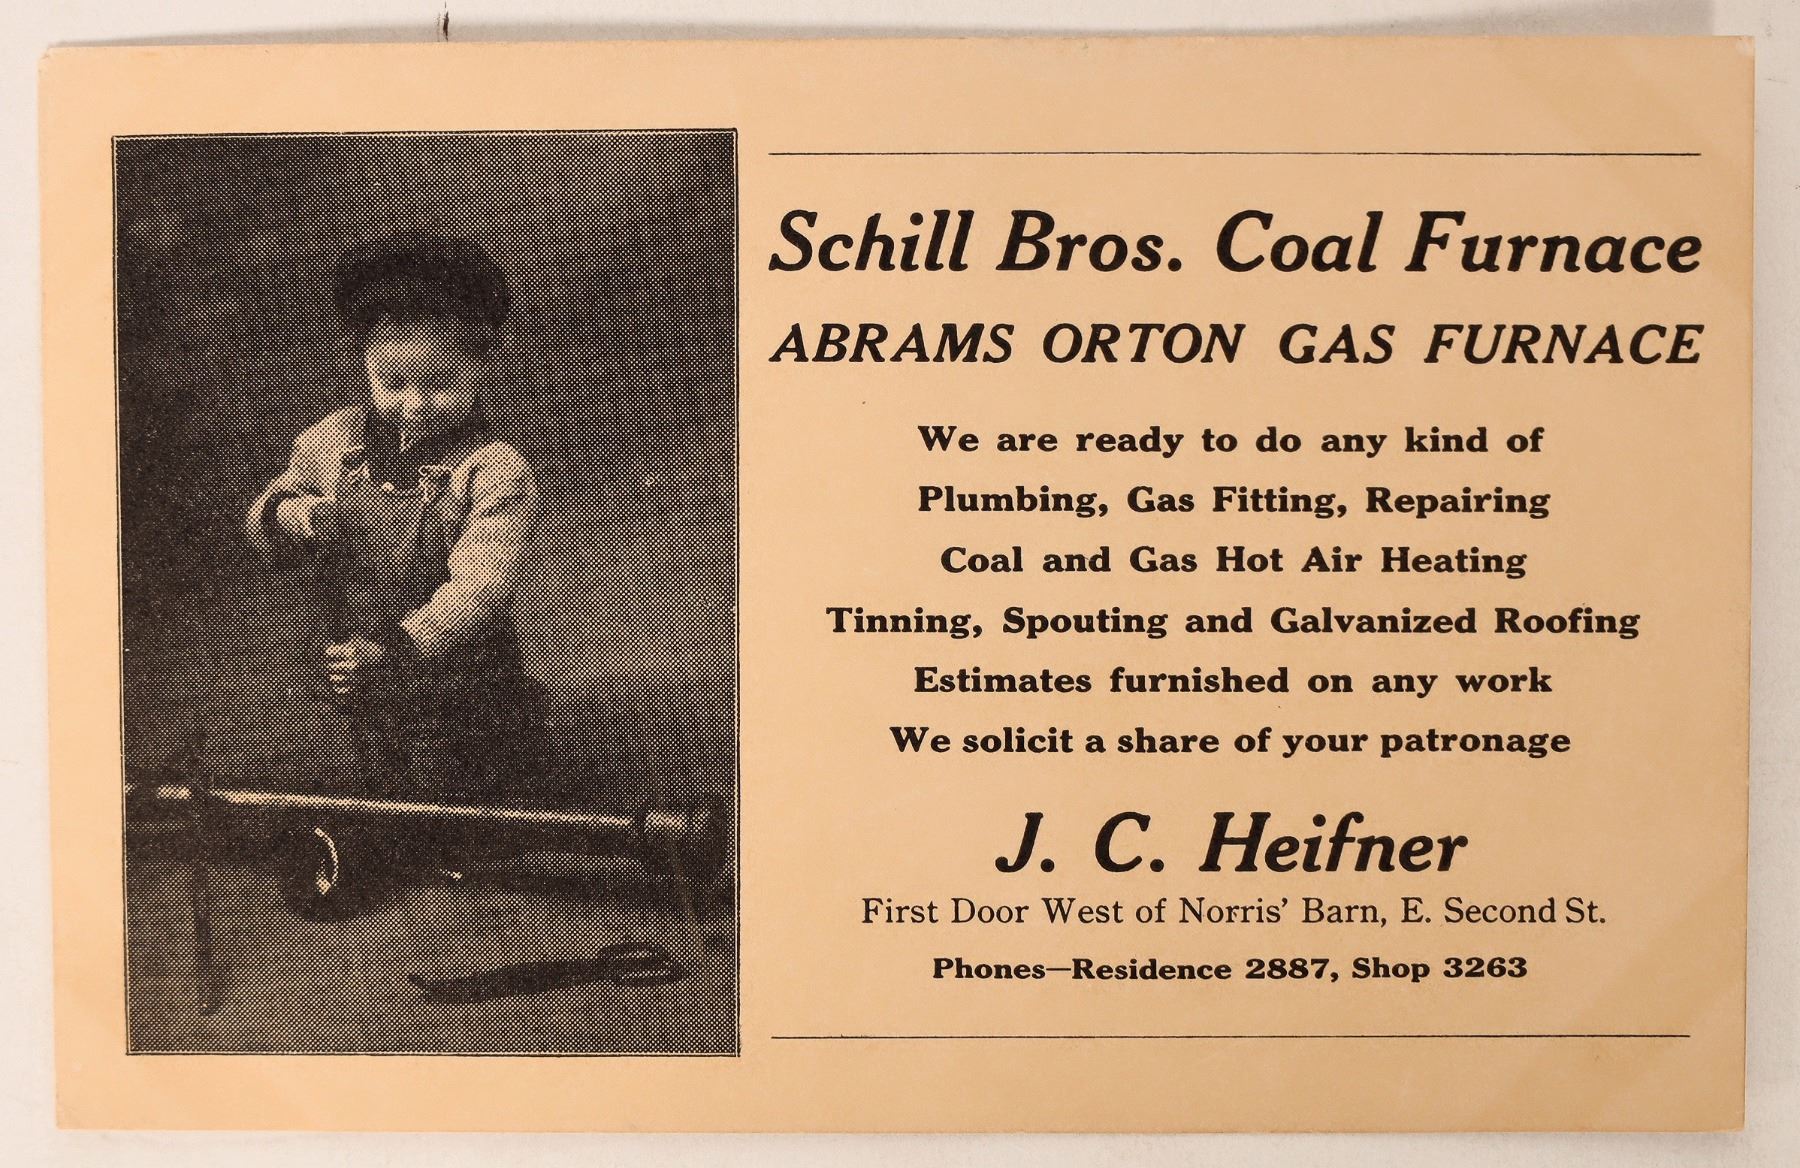 Schill Bros. Coal Furnace
ABRAMS ORTON GAS FURNACE
We are ready to do any kind of
Plumbing, Gas Fitting, Repairing
Coal and Gas Hot Air Heating
Tinning, Spouting and Galvanized Roofing
Estimates furnished on any work
We solicit a share of your patronage
J. C. Heifner
First Door West of Norris’ Barn, E. Second St.
Phones—Residence 2887, Shop 3263